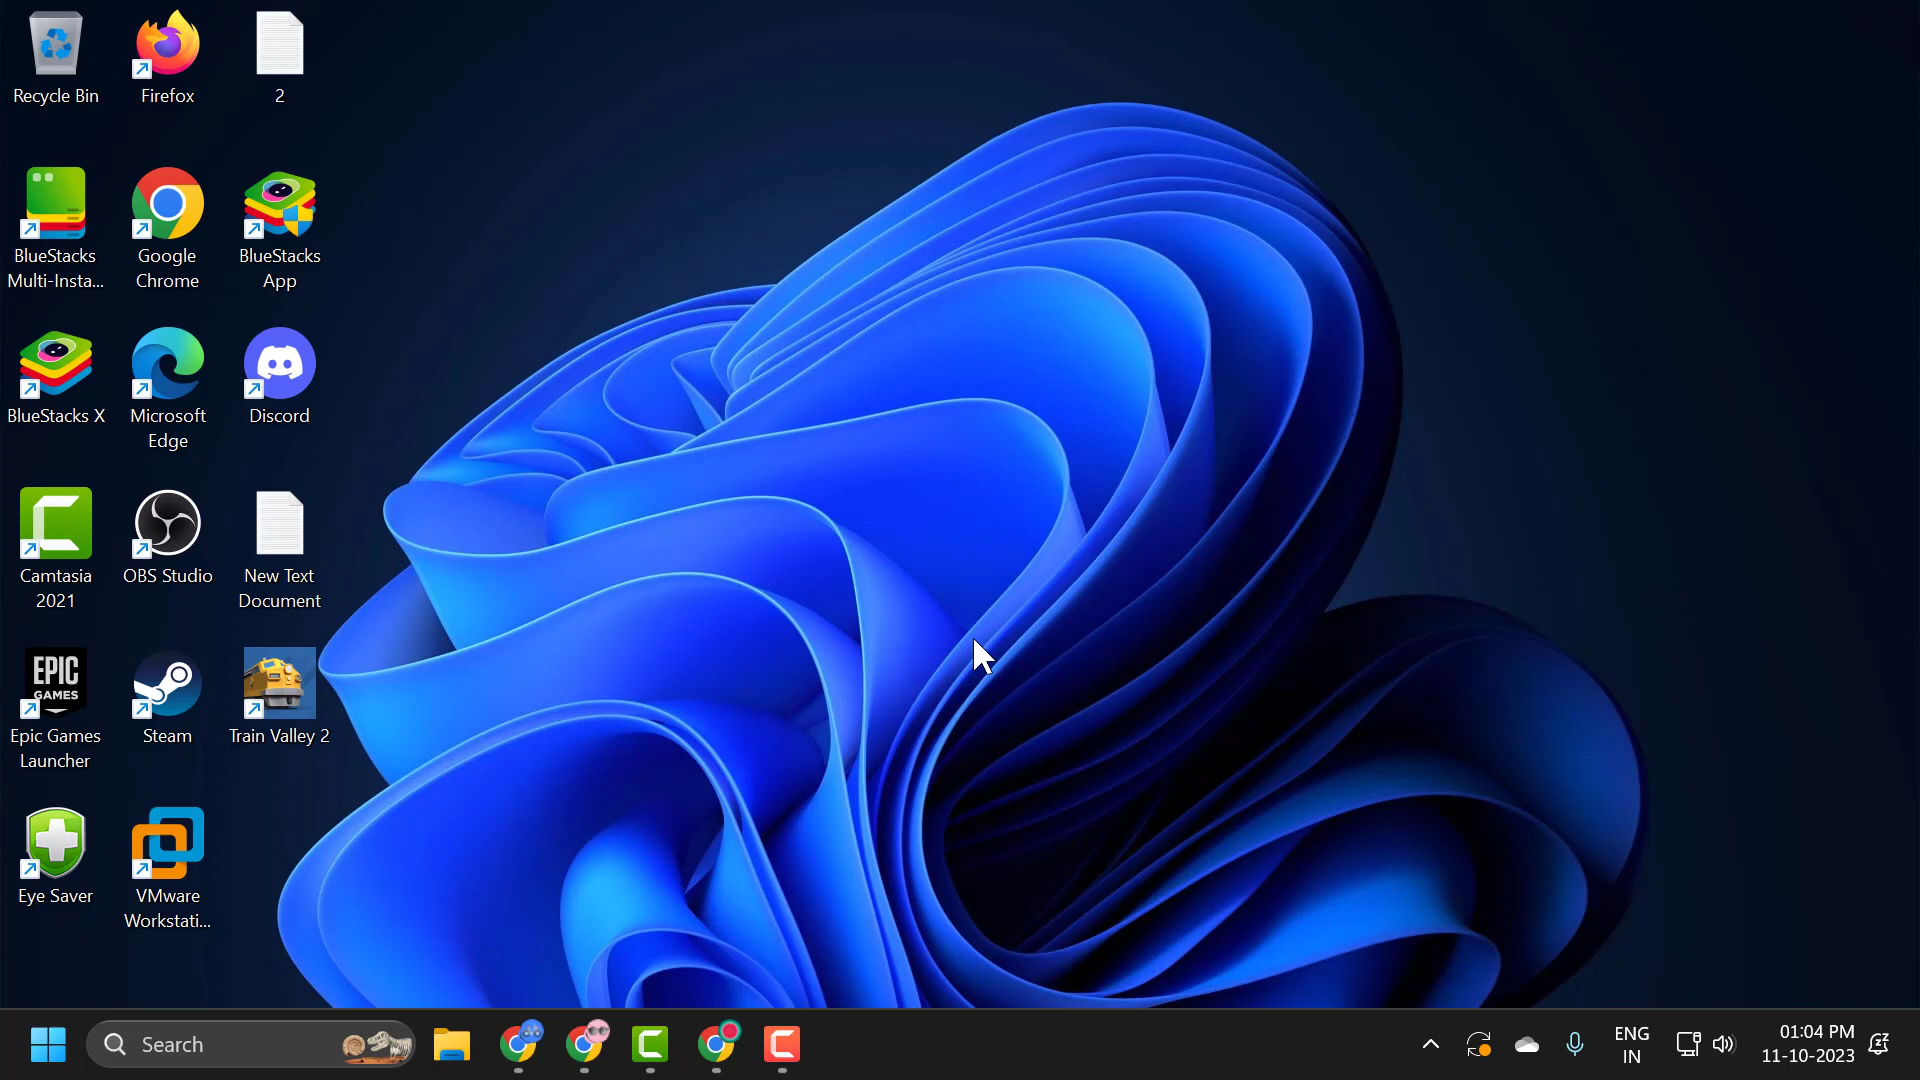 Recycle Bin
Firefox
2
BlueStacks
Multi-Insta...
Google
Chrome
BlueStacks
App
BlueStacks X
Microsoft
Edge
Discord
Camtasia
2021
OBS Studio
New Text
Document
EPIC
GAMES
Epic Games
Launcher
Steam
Train Valley 2
Eye Saver
VMware
Workstati...
Search
ENG
IN
01:04 PM
11-10-2023